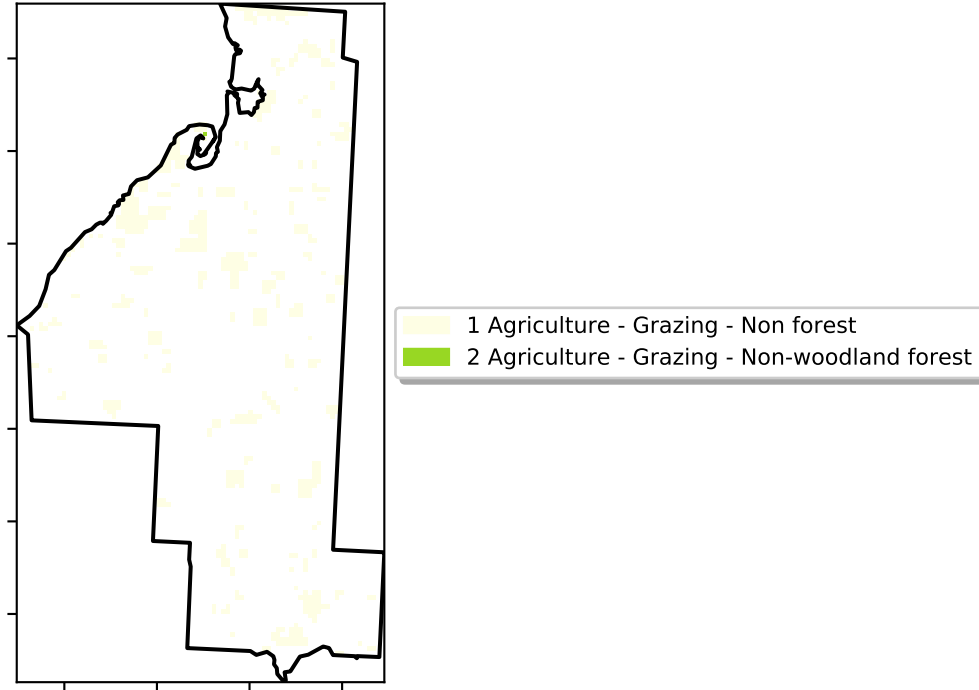 1 Agriculture - Grazing - Non forest
2 Agriculture - Grazing - Non-woodland forest